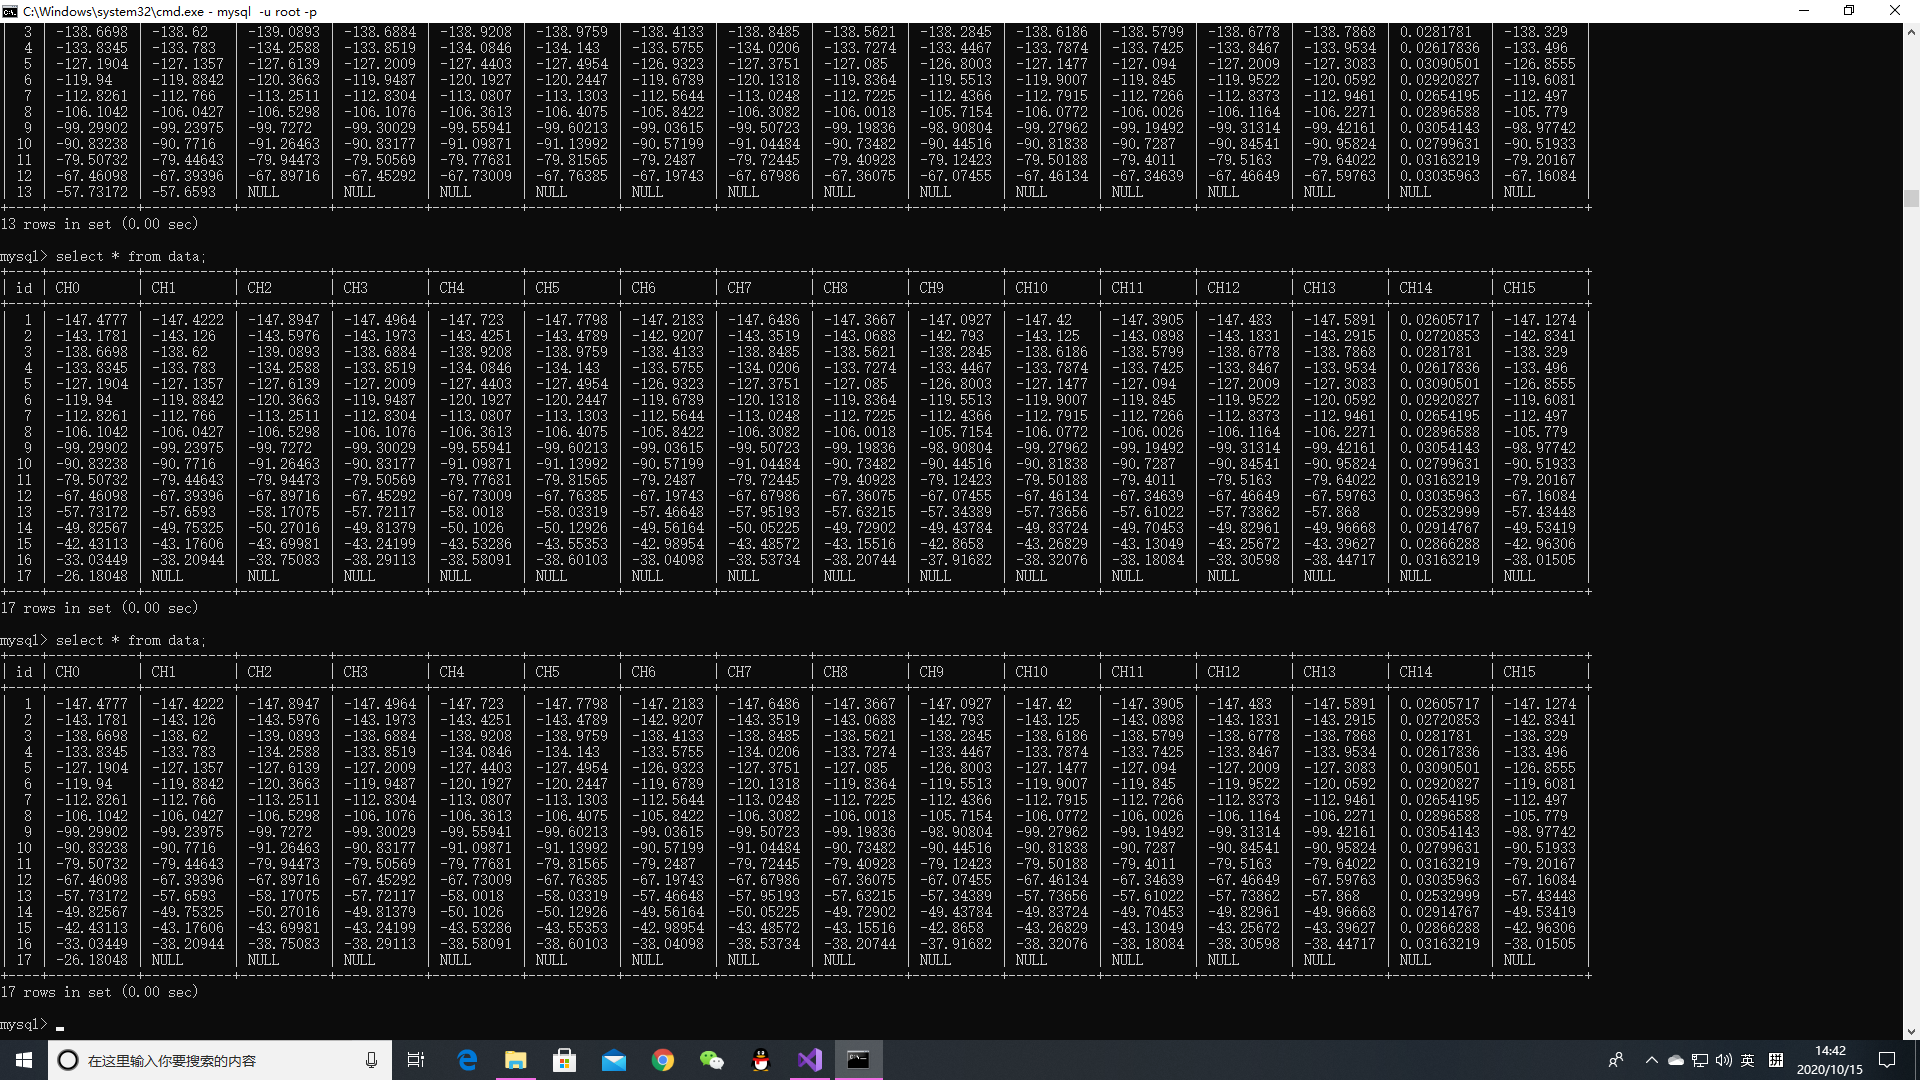 C:\Windows\system32\cmd.exe - mysql  -u root -p
|  3 | -138.6698 | -138.62   | -139.0893 | -138.6884 | -138.9208 | -138.9759 | -138.4133 | -138.8485 | -138.5621 | -138.2845 | -138.6186 | -138.5799 | -138.6778 | -138.7868 | 0.0281781  | -138.329  |
|  4 | -133.8345 | -133.783  | -134.2588 | -133.8519 | -134.0846 | -134.143  | -133.5755 | -134.0206 | -133.7274 | -133.4467 | -133.7874 | -133.7425 | -133.8467 | -133.9534 | 0.02617836 | -133.496  |
|  5 | -127.1904 | -127.1357 | -127.6139 | -127.2009 | -127.4403 | -127.4954 | -126.9323 | -127.3751 | -127.085  | -126.8003 | -127.1477 | -127.094  | -127.2009 | -127.3083 | 0.03090501 | -126.8555 |
|  6 | -119.94   | -119.8842 | -120.3663 | -119.9487 | -120.1927 | -120.2447 | -119.6789 | -120.1318 | -119.8364 | -119.5513 | -119.9007 | -119.845  | -119.9522 | -120.0592 | 0.02920827 | -119.6081 |
|  7 | -112.8261 | -112.766  | -113.2511 | -112.8304 | -113.0807 | -113.1303 | -112.5644 | -113.0248 | -112.7225 | -112.4366 | -112.7915 | -112.7266 | -112.8373 | -112.9461 | 0.02654195 | -112.497  |
|  8 | -106.1042 | -106.0427 | -106.5298 | -106.1076 | -106.3613 | -106.4075 | -105.8422 | -106.3082 | -106.0018 | -105.7154 | -106.0772 | -106.0026 | -106.1164 | -106.2271 | 0.02896588 | -105.779  |
|  9 | -99.29902 | -99.23975 | -99.7272  | -99.30029 | -99.55941 | -99.60213 | -99.03615 | -99.50723 | -99.19836 | -98.90804 | -99.27962 | -99.19492 | -99.31314 | -99.42161 | 0.03054143 | -98.97742 |
| 10 | -90.83238 | -90.7716  | -91.26463 | -90.83177 | -91.09871 | -91.13992 | -90.57199 | -91.04484 | -90.73482 | -90.44516 | -90.81838 | -90.7287  | -90.84541 | -90.95824 | 0.02799631 | -90.51933 |
| 11 | -79.50732 | -79.44643 | -79.94473 | -79.50569 | -79.77681 | -79.81565 | -79.2487  | -79.72445 | -79.40928 | -79.12423 | -79.50188 | -79.4011  | -79.5163  | -79.64022 | 0.03163219 | -79.20167 |
| 12 | -67.46098 | -67.39396 | -67.89716 | -67.45292 | -67.73009 | -67.76385 | -67.19743 | -67.67986 | -67.36075 | -67.07455 | -67.46134 | -67.34639 | -67.46649 | -67.59763 | 0.03035963 | -67.16084 |
| 13 | -57.73172 | -57.6593  | NULL      | NULL      | NULL      | NULL      | NULL      | NULL      | NULL      | NULL      | NULL      | NULL      | NULL      | NULL      | NULL       | NULL      |
13 rows in set (0.00 sec)
mysql> select * from data;
| id | CH0       | CH1       | CH2       | CH3       | CH4       | CH5       | CH6       | CH7       | CH8       | CH9       | CH10      | CH11      | CH12      | CH13      | CH14       | CH15      |
|  1 | -147.4777 | -147.4222 | -147.8947 | -147.4964 | -147.723  | -147.7798 | -147.2183 | -147.6486 | -147.3667 | -147.0927 | -147.42   | -147.3905 | -147.483  | -147.5891 | 0.02605717 | -147.1274 |
|  2 | -143.1781 | -143.126  | -143.5976 | -143.1973 | -143.4251 | -143.4789 | -142.9207 | -143.3519 | -143.0688 | -142.793  | -143.125  | -143.0898 | -143.1831 | -143.2915 | 0.02720853 | -142.8341 |
|  3 | -138.6698 | -138.62   | -139.0893 | -138.6884 | -138.9208 | -138.9759 | -138.4133 | -138.8485 | -138.5621 | -138.2845 | -138.6186 | -138.5799 | -138.6778 | -138.7868 | 0.0281781  | -138.329  |
|  4 | -133.8345 | -133.783  | -134.2588 | -133.8519 | -134.0846 | -134.143  | -133.5755 | -134.0206 | -133.7274 | -133.4467 | -133.7874 | -133.7425 | -133.8467 | -133.9534 | 0.02617836 | -133.496  |
|  5 | -127.1904 | -127.1357 | -127.6139 | -127.2009 | -127.4403 | -127.4954 | -126.9323 | -127.3751 | -127.085  | -126.8003 | -127.1477 | -127.094  | -127.2009 | -127.3083 | 0.03090501 | -126.8555 |
|  6 | -119.94   | -119.8842 | -120.3663 | -119.9487 | -120.1927 | -120.2447 | -119.6789 | -120.1318 | -119.8364 | -119.5513 | -119.9007 | -119.845  | -119.9522 | -120.0592 | 0.02920827 | -119.6081 |
|  7 | -112.8261 | -112.766  | -113.2511 | -112.8304 | -113.0807 | -113.1303 | -112.5644 | -113.0248 | -112.7225 | -112.4366 | -112.7915 | -112.7266 | -112.8373 | -112.9461 | 0.02654195 | -112.497  |
|  8 | -106.1042 | -106.0427 | -106.5298 | -106.1076 | -106.3613 | -106.4075 | -105.8422 | -106.3082 | -106.0018 | -105.7154 | -106.0772 | -106.0026 | -106.1164 | -106.2271 | 0.02896588 | -105.779  |
|  9 | -99.29902 | -99.23975 | -99.7272  | -99.30029 | -99.55941 | -99.60213 | -99.03615 | -99.50723 | -99.19836 | -98.90804 | -99.27962 | -99.19492 | -99.31314 | -99.42161 | 0.03054143 | -98.97742 |
| 10 | -90.83238 | -90.7716  | -91.26463 | -90.83177 | -91.09871 | -91.13992 | -90.57199 | -91.04484 | -90.73482 | -90.44516 | -90.81838 | -90.7287  | -90.84541 | -90.95824 | 0.02799631 | -90.51933 |
| 11 | -79.50732 | -79.44643 | -79.94473 | -79.50569 | -79.77681 | -79.81565 | -79.2487  | -79.72445 | -79.40928 | -79.12423 | -79.50188 | -79.4011  | -79.5163  | -79.64022 | 0.03163219 | -79.20167 |
| 12 | -67.46098 | -67.39396 | -67.89716 | -67.45292 | -67.73009 | -67.76385 | -67.19743 | -67.67986 | -67.36075 | -67.07455 | -67.46134 | -67.34639 | -67.46649 | -67.59763 | 0.03035963 | -67.16084 |
| 13 | -57.73172 | -57.6593  | -58.17075 | -57.72117 | -58.0018  | -58.03319 | -57.46648 | -57.95193 | -57.63215 | -57.34389 | -57.73656 | -57.61022 | -57.73862 | -57.868   | 0.02532999 | -57.43448 |
| 14 | -49.82567 | -49.75325 | -50.27016 | -49.81379 | -50.1026  | -50.12926 | -49.56164 | -50.05225 | -49.72902 | -49.43784 | -49.83724 | -49.70453 | -49.82961 | -49.96668 | 0.02914767 | -49.53419 |
| 15 | -42.43113 | -43.17606 | -43.69981 | -43.24199 | -43.53286 | -43.55353 | -42.98954 | -43.48572 | -43.15516 | -42.8658  | -43.26829 | -43.13049 | -43.25672 | -43.39627 | 0.02866288 | -42.96306 |
| 16 | -33.03449 | -38.20944 | -38.75083 | -38.29113 | -38.58091 | -38.60103 | -38.04098 | -38.53734 | -38.20744 | -37.91682 | -38.32076 | -38.18084 | -38.30598 | -38.44717 | 0.03163219 | -38.01505 |
| 17 | -26.18048 | NULL      | NULL      | NULL      | NULL      | NULL      | NULL      | NULL      | NULL      | NULL      | NULL      | NULL      | NULL      | NULL      | NULL       | NULL      |
17 rows in set (0.00 sec)
mysql> select * from data;
| id | CH0       | CH1       | CH2       | CH3       | CH4       | CH5       | CH6       | CH7       | CH8       | CH9       | CH10      | CH11      | CH12      | CH13      | CH14       | CH15      |
|  1 | -147.4777 | -147.4222 | -147.8947 | -147.4964 | -147.723  | -147.7798 | -147.2183 | -147.6486 | -147.3667 | -147.0927 | -147.42   | -147.3905 | -147.483  | -147.5891 | 0.02605717 | -147.1274 |
|  2 | -143.1781 | -143.126  | -143.5976 | -143.1973 | -143.4251 | -143.4789 | -142.9207 | -143.3519 | -143.0688 | -142.793  | -143.125  | -143.0898 | -143.1831 | -143.2915 | 0.02720853 | -142.8341 |
|  3 | -138.6698 | -138.62   | -139.0893 | -138.6884 | -138.9208 | -138.9759 | -138.4133 | -138.8485 | -138.5621 | -138.2845 | -138.6186 | -138.5799 | -138.6778 | -138.7868 | 0.0281781  | -138.329  |
|  4 | -133.8345 | -133.783  | -134.2588 | -133.8519 | -134.0846 | -134.143  | -133.5755 | -134.0206 | -133.7274 | -133.4467 | -133.7874 | -133.7425 | -133.8467 | -133.9534 | 0.02617836 | -133.496  |
|  5 | -127.1904 | -127.1357 | -127.6139 | -127.2009 | -127.4403 | -127.4954 | -126.9323 | -127.3751 | -127.085  | -126.8003 | -127.1477 | -127.094  | -127.2009 | -127.3083 | 0.03090501 | -126.8555 |
|  6 | -119.94   | -119.8842 | -120.3663 | -119.9487 | -120.1927 | -120.2447 | -119.6789 | -120.1318 | -119.8364 | -119.5513 | -119.9007 | -119.845  | -119.9522 | -120.0592 | 0.02920827 | -119.6081 |
|  7 | -112.8261 | -112.766  | -113.2511 | -112.8304 | -113.0807 | -113.1303 | -112.5644 | -113.0248 | -112.7225 | -112.4366 | -112.7915 | -112.7266 | -112.8373 | -112.9461 | 0.02654195 | -112.497  |
|  8 | -106.1042 | -106.0427 | -106.5298 | -106.1076 | -106.3613 | -106.4075 | -105.8422 | -106.3082 | -106.0018 | -105.7154 | -106.0772 | -106.0026 | -106.1164 | -106.2271 | 0.02896588 | -105.779  |
|  9 | -99.29902 | -99.23975 | -99.7272  | -99.30029 | -99.55941 | -99.60213 | -99.03615 | -99.50723 | -99.19836 | -98.90804 | -99.27962 | -99.19492 | -99.31314 | -99.42161 | 0.03054143 | -98.97742 |
| 10 | -90.83238 | -90.7716  | -91.26463 | -90.83177 | -91.09871 | -91.13992 | -90.57199 | -91.04484 | -90.73482 | -90.44516 | -90.81838 | -90.7287  | -90.84541 | -90.95824 | 0.02799631 | -90.51933 |
| 11 | -79.50732 | -79.44643 | -79.94473 | -79.50569 | -79.77681 | -79.81565 | -79.2487  | -79.72445 | -79.40928 | -79.12423 | -79.50188 | -79.4011  | -79.5163  | -79.64022 | 0.03163219 | -79.20167 |
| 12 | -67.46098 | -67.39396 | -67.89716 | -67.45292 | -67.73009 | -67.76385 | -67.19743 | -67.67986 | -67.36075 | -67.07455 | -67.46134 | -67.34639 | -67.46649 | -67.59763 | 0.03035963 | -67.16084 |
| 13 | -57.73172 | -57.6593  | -58.17075 | -57.72117 | -58.0018  | -58.03319 | -57.46648 | -57.95193 | -57.63215 | -57.34389 | -57.73656 | -57.61022 | -57.73862 | -57.868   | 0.02532999 | -57.43448 |
| 14 | -49.82567 | -49.75325 | -50.27016 | -49.81379 | -50.1026  | -50.12926 | -49.56164 | -50.05225 | -49.72902 | -49.43784 | -49.83724 | -49.70453 | -49.82961 | -49.96668 | 0.02914767 | -49.53419 |
| 15 | -42.43113 | -43.17606 | -43.69981 | -43.24199 | -43.53286 | -43.55353 | -42.98954 | -43.48572 | -43.15516 | -42.8658  | -43.26829 | -43.13049 | -43.25672 | -43.39627 | 0.02866288 | -42.96306 |
| 16 | -33.03449 | -38.20944 | -38.75083 | -38.29113 | -38.58091 | -38.60103 | -38.04098 | -38.53734 | -38.20744 | -37.91682 | -38.32076 | -38.18084 | -38.30598 | -38.44717 | 0.03163219 | -38.01505 |
| 17 | -26.18048 | NULL      | NULL      | NULL      | NULL      | NULL      | NULL      | NULL      | NULL      | NULL      | NULL      | NULL      | NULL      | NULL      | NULL       | NULL      |
17 rows in set (0.00 sec)
mysql>
在这里输入你要搜索的内容
英
拼
14:42
2020/10/15